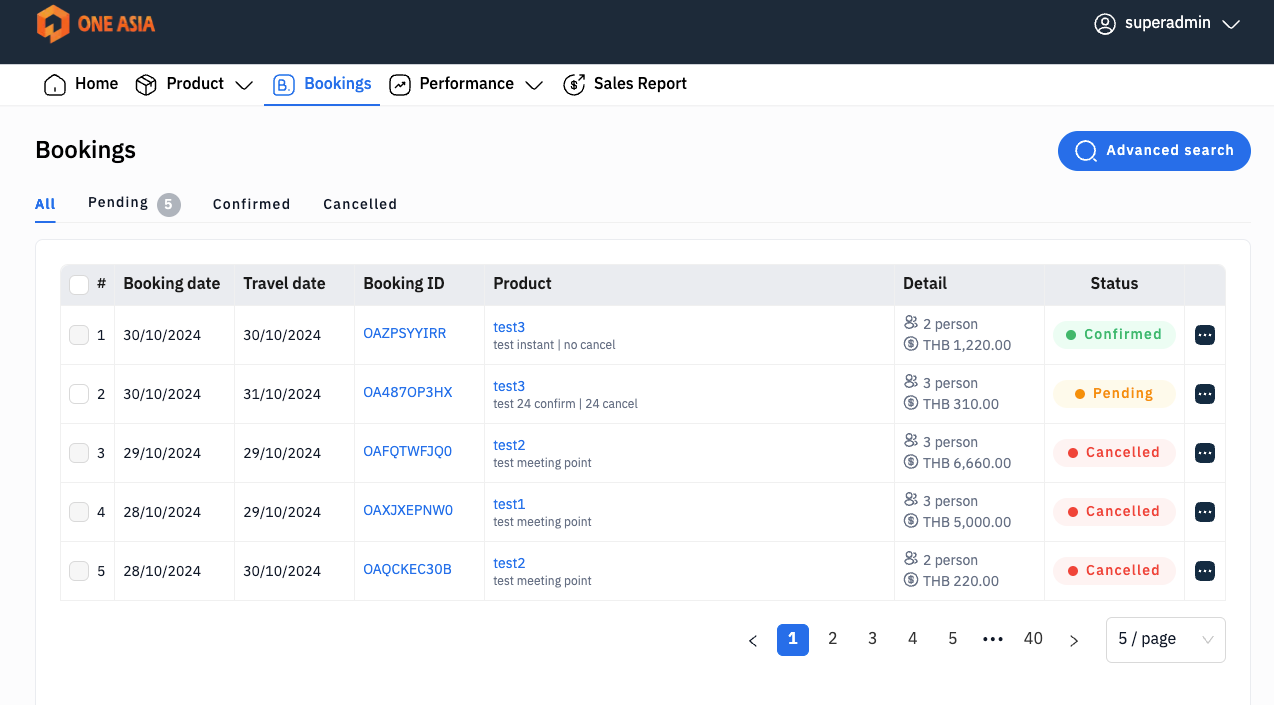 ONE ASIA
superadmin
Home Product Bookings Performance Sales Report
Bookings
Advanced search
All Pending 5 Confirmed Cancelled
# Booking date Travel date Booking ID Product Detail Status
1 30/10/2024 30/10/2024 OAZPSYYIRR test3 2 person Confirmed
test instant | no cancel THB 1,220.00
2 30/10/2024 31/10/2024 OA487OP3HX test3 3 person Pending
test 24 confirm | 24 cancel THB 310.00
3 29/10/2024 29/10/2024 OAFQTWFJQ0 test2 3 person Cancelled
test meeting point THB 6,660.00
4 28/10/2024 29/10/2024 OAXJXEPNW0 test1 3 person Cancelled
test meeting point THB 5,000.00
5 28/10/2024 30/10/2024 OAQCKEC30B test2 2 person Cancelled
test meeting point THB 220.00
< 1 2 3 4 5 ••• 40 > 5 / page